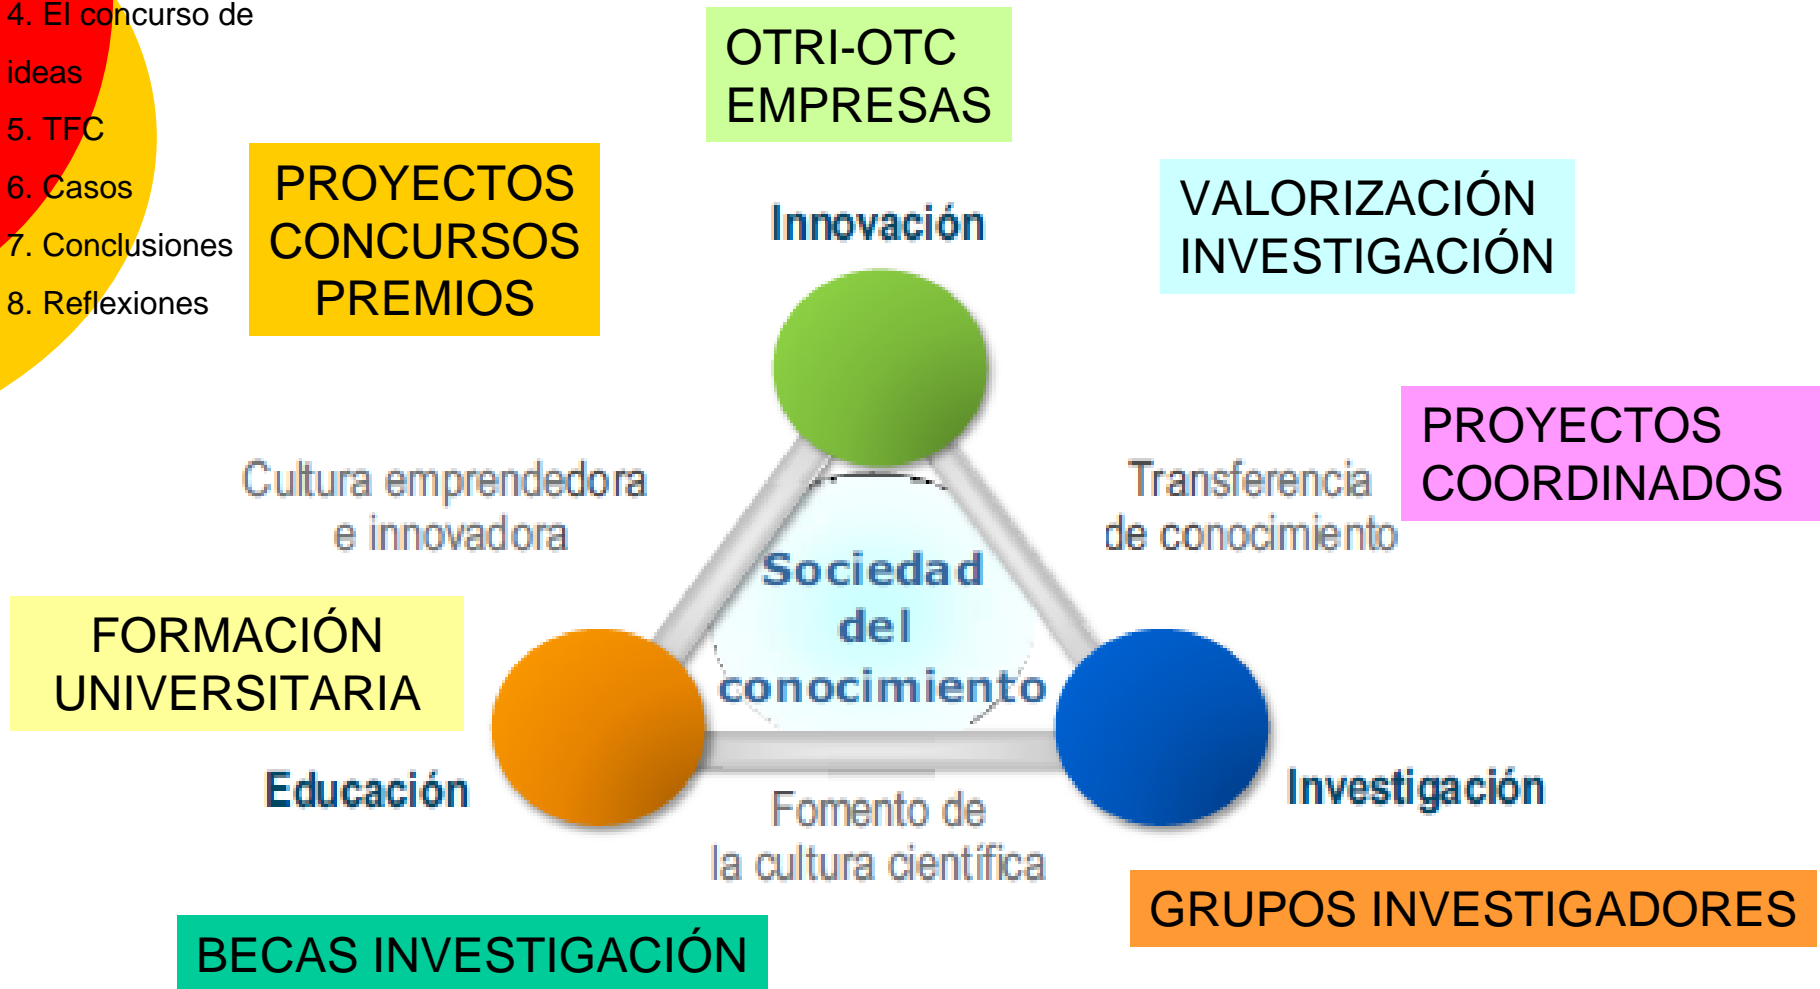 4. El concurso de
ideas
5. TFC
6. Casos
7. Conclusiones
8. Reflexiones
OTRI-OTC
EMPRESAS
PROYECTOS
CONCURSOS
PREMIOS
Innovación
VALORIZACIÓN
INVESTIGACIÓN
Cultura emprendedora
e innovadora
Transferencia
de conocimiento
PROYECTOS
COORDINADOS
Sociedad
del
conocimiento
FORMACIÓN
UNIVERSITARIA
Educación
Fomento de
la cultura científica
Investigación
GRUPOS INVESTIGADORES
BECAS INVESTIGACIÓN